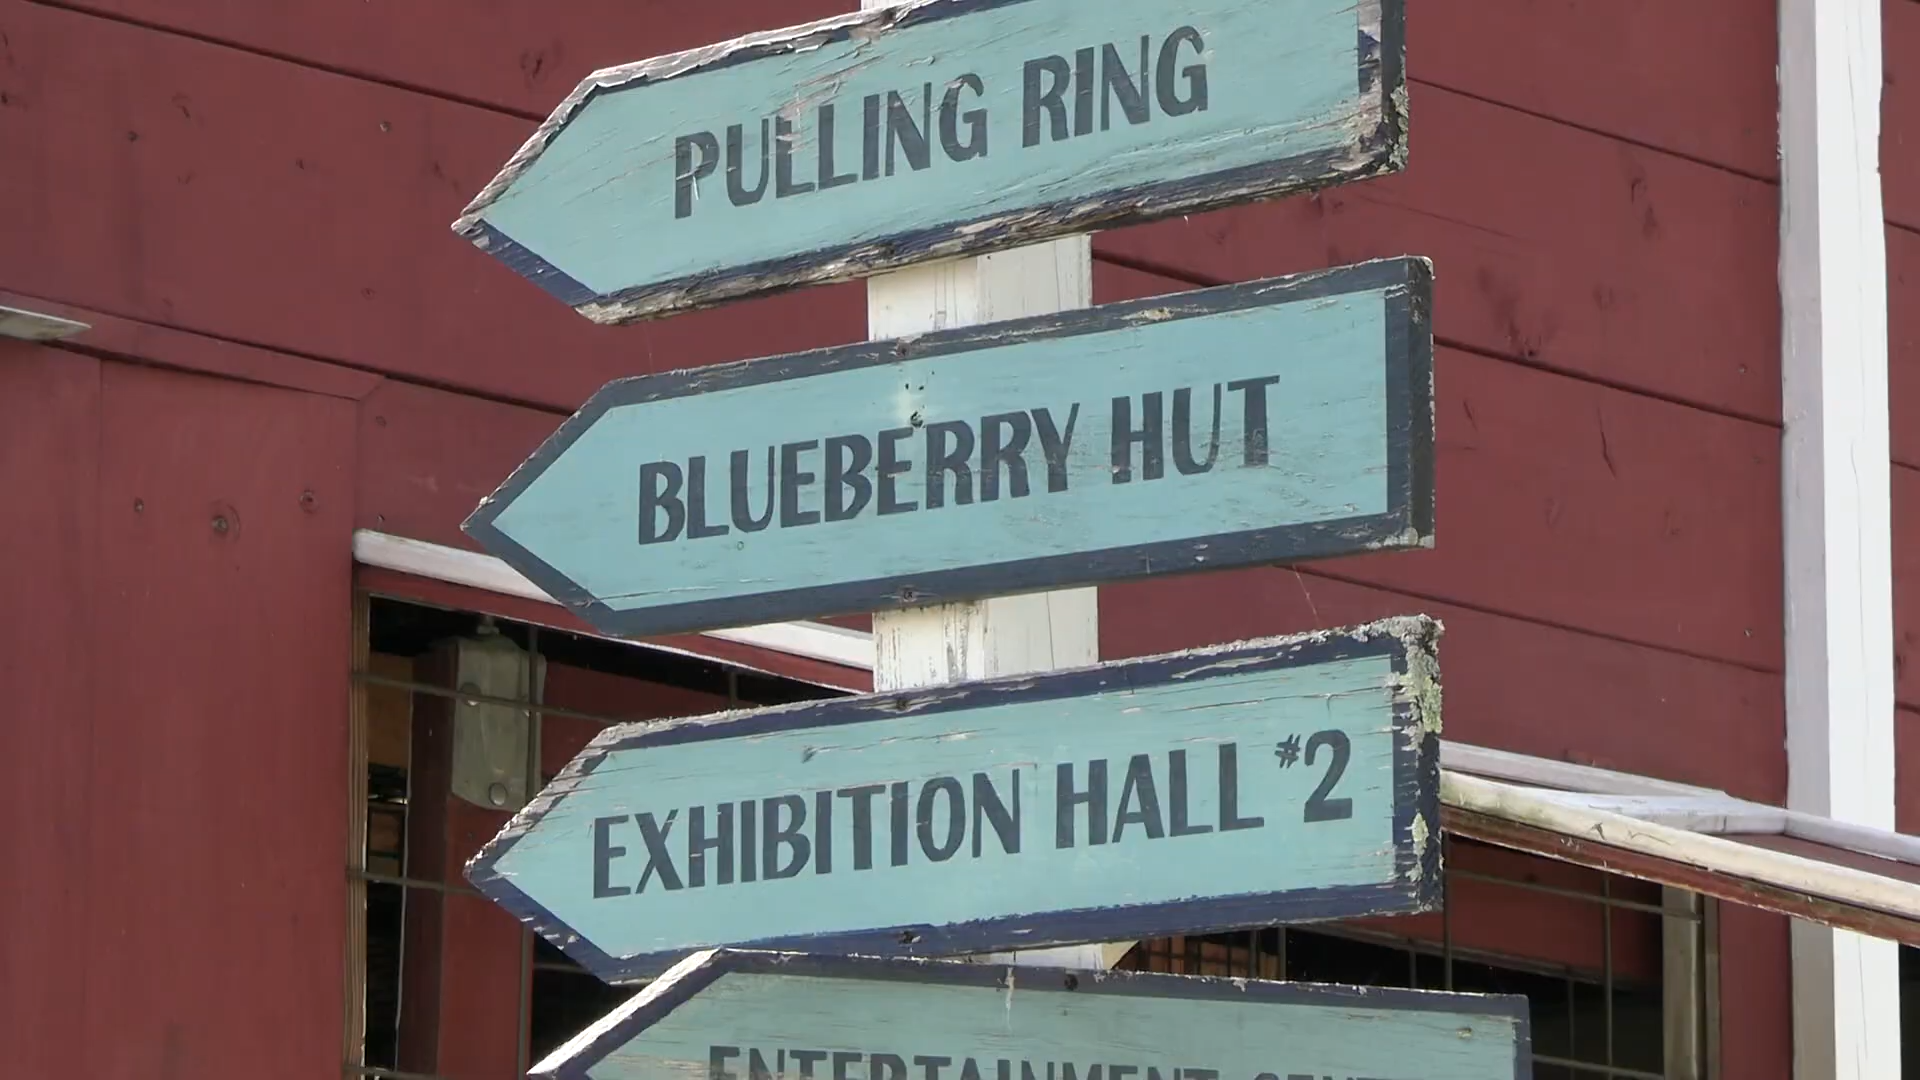 PULLING RING
BLUEBERRY HUT
EXHIBITION HALL #2
ENTERTAINMENT